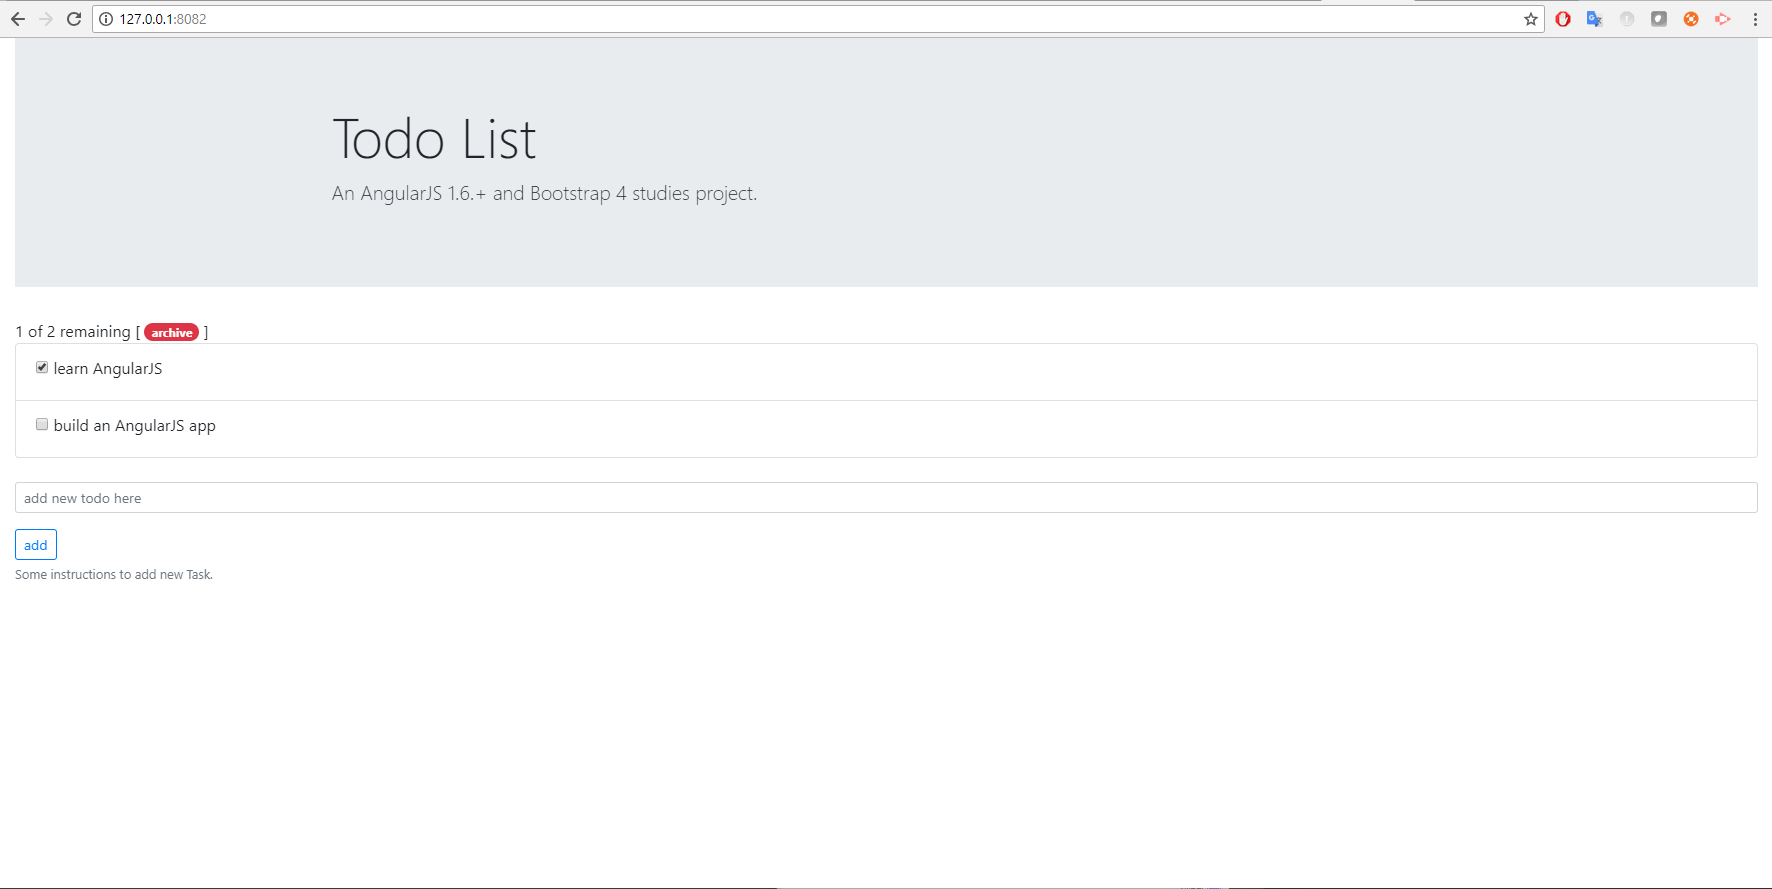 127.0.0.1:8082
Todo List
An AngularJS 1.6.+ and Bootstrap 4 studies project.
1 of 2 remaining [ archive ]
learn AngularJS
build an AngularJS app
add new todo here
add
Some instructions to add new Task.